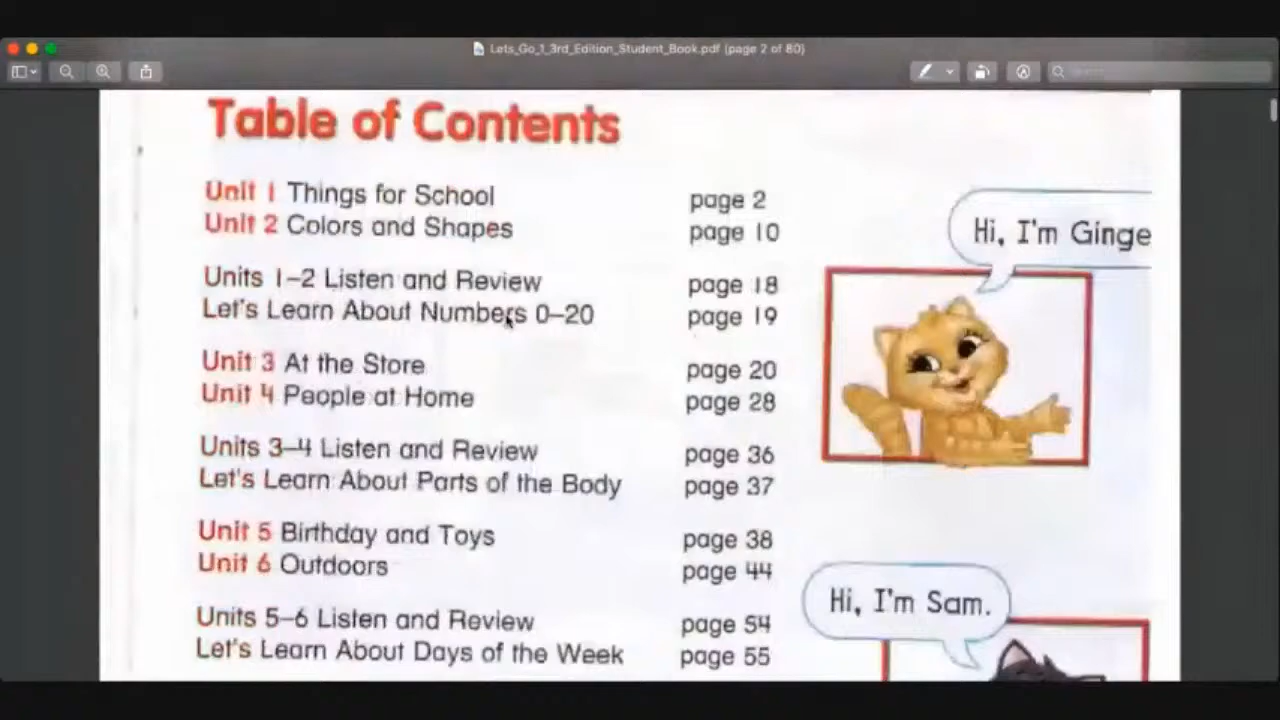 Lets_Go_1_3rd_Edition_Student_Book.pdf (page 2 of 80)
Search
Table of Contents
Unit 1 Things for School page 2
Unit 2 Colors and Shapes page 10
Units 1–2 Listen and Review page 18
Let's Learn About Numbers 0–20 page 19
Unit 3 At the Store page 20
Unit 4 People at Home page 28
Units 3–4 Listen and Review page 36
Let's Learn About Parts of the Body page 37
Unit 5 Birthday and Toys page 38
Unit 6 Outdoors page 44
Units 5–6 Listen and Review page 54
Let's Learn About Days of the Week page 55
Hi, I'm Ginge
Hi, I'm Sam.